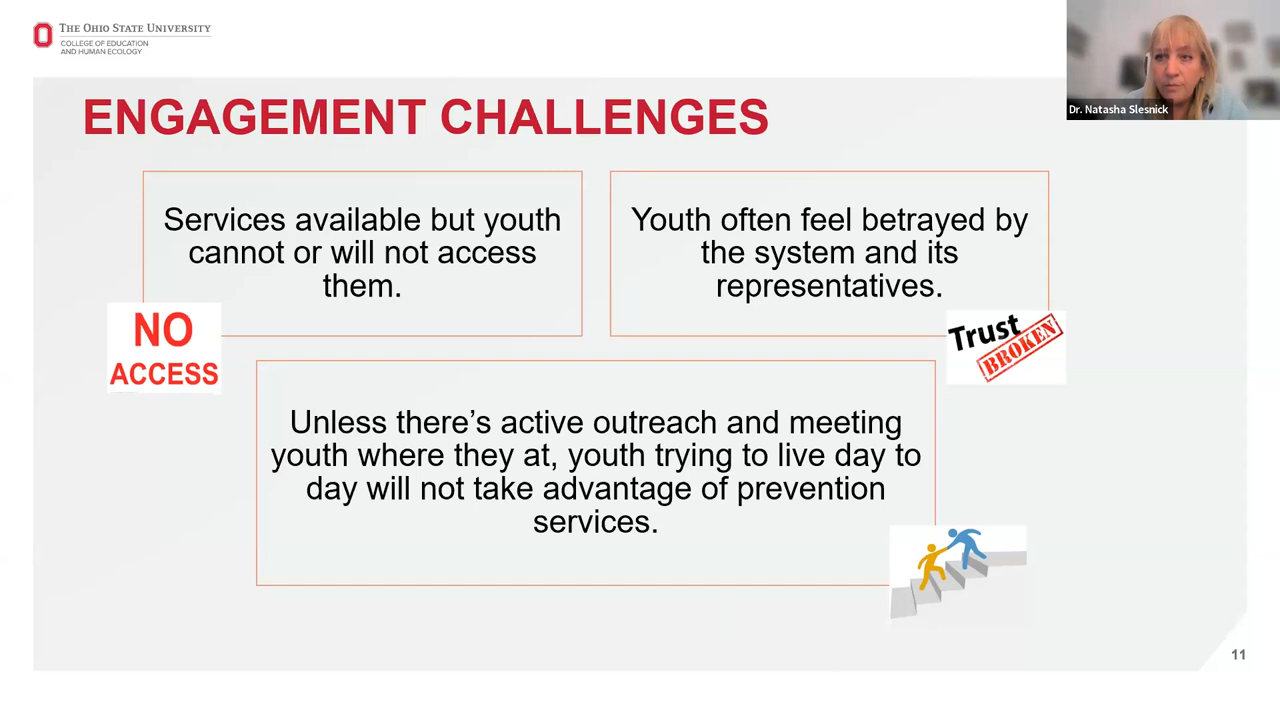 THE OHIO STATE UNIVERSITY
COLLEGE OF EDUCATION
AND HUMAN ECOLOGY
Dr. Natasha Slesnick
ENGAGEMENT CHALLENGES
Services available but youth
cannot or will not access
them.
NO
ACCESS
Youth often feel betrayed by
the system and its
representatives.
Trust
BROKEN
Unless there’s active outreach and meeting
youth where they at, youth trying to live day to
day will not take advantage of prevention
services.
11